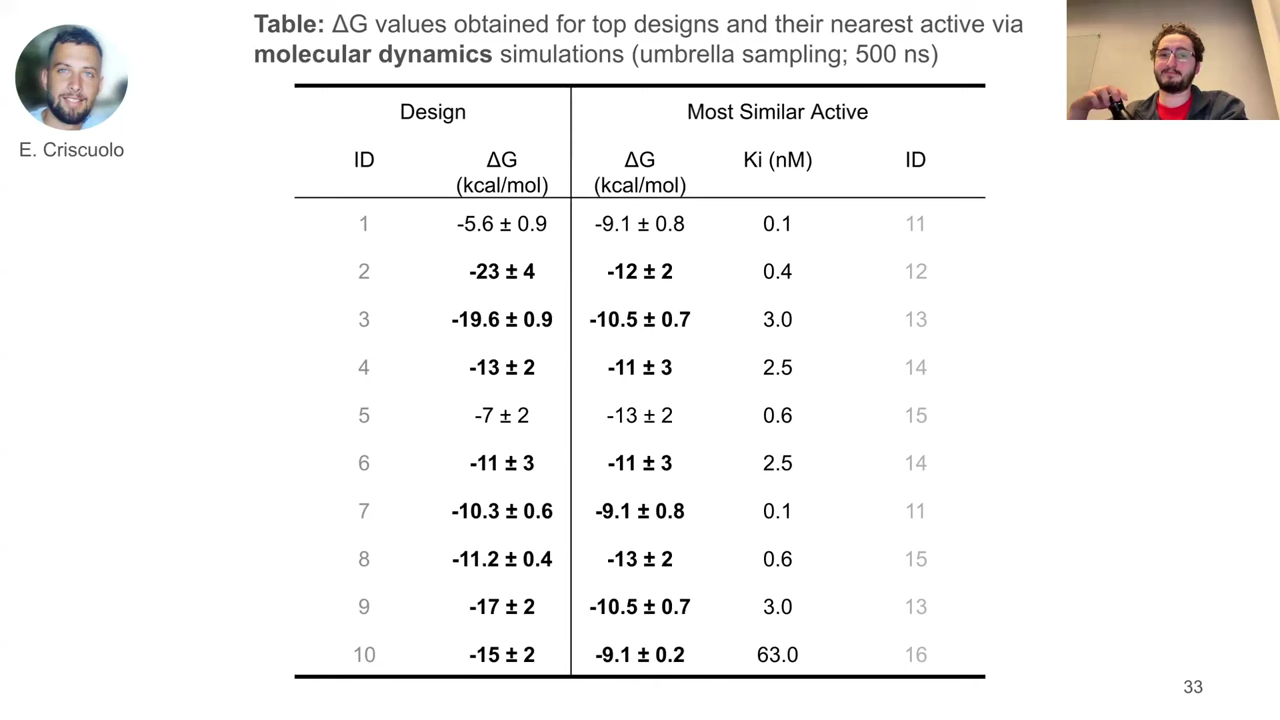 Table: ΔG values obtained for top designs and their nearest active via
molecular dynamics simulations (umbrella sampling; 500 ns)
E. Criscuolo
Design Most Similar Active
ID ΔG (kcal/mol) ΔG (kcal/mol) Ki (nM) ID
1 -5.6 ± 0.9 -9.1 ± 0.8 0.1 11
2 -23 ± 4 -12 ± 2 0.4 12
3 -19.6 ± 0.9 -10.5 ± 0.7 3.0 13
4 -13 ± 2 -11 ± 3 2.5 14
5 -7 ± 2 -13 ± 2 0.6 15
6 -11 ± 3 -11 ± 3 2.5 14
7 -10.3 ± 0.6 -9.1 ± 0.8 0.1 11
8 -11.2 ± 0.4 -13 ± 2 0.6 15
9 -17 ± 2 -10.5 ± 0.7 3.0 13
10 -15 ± 2 -9.1 ± 0.2 63.0 16
33